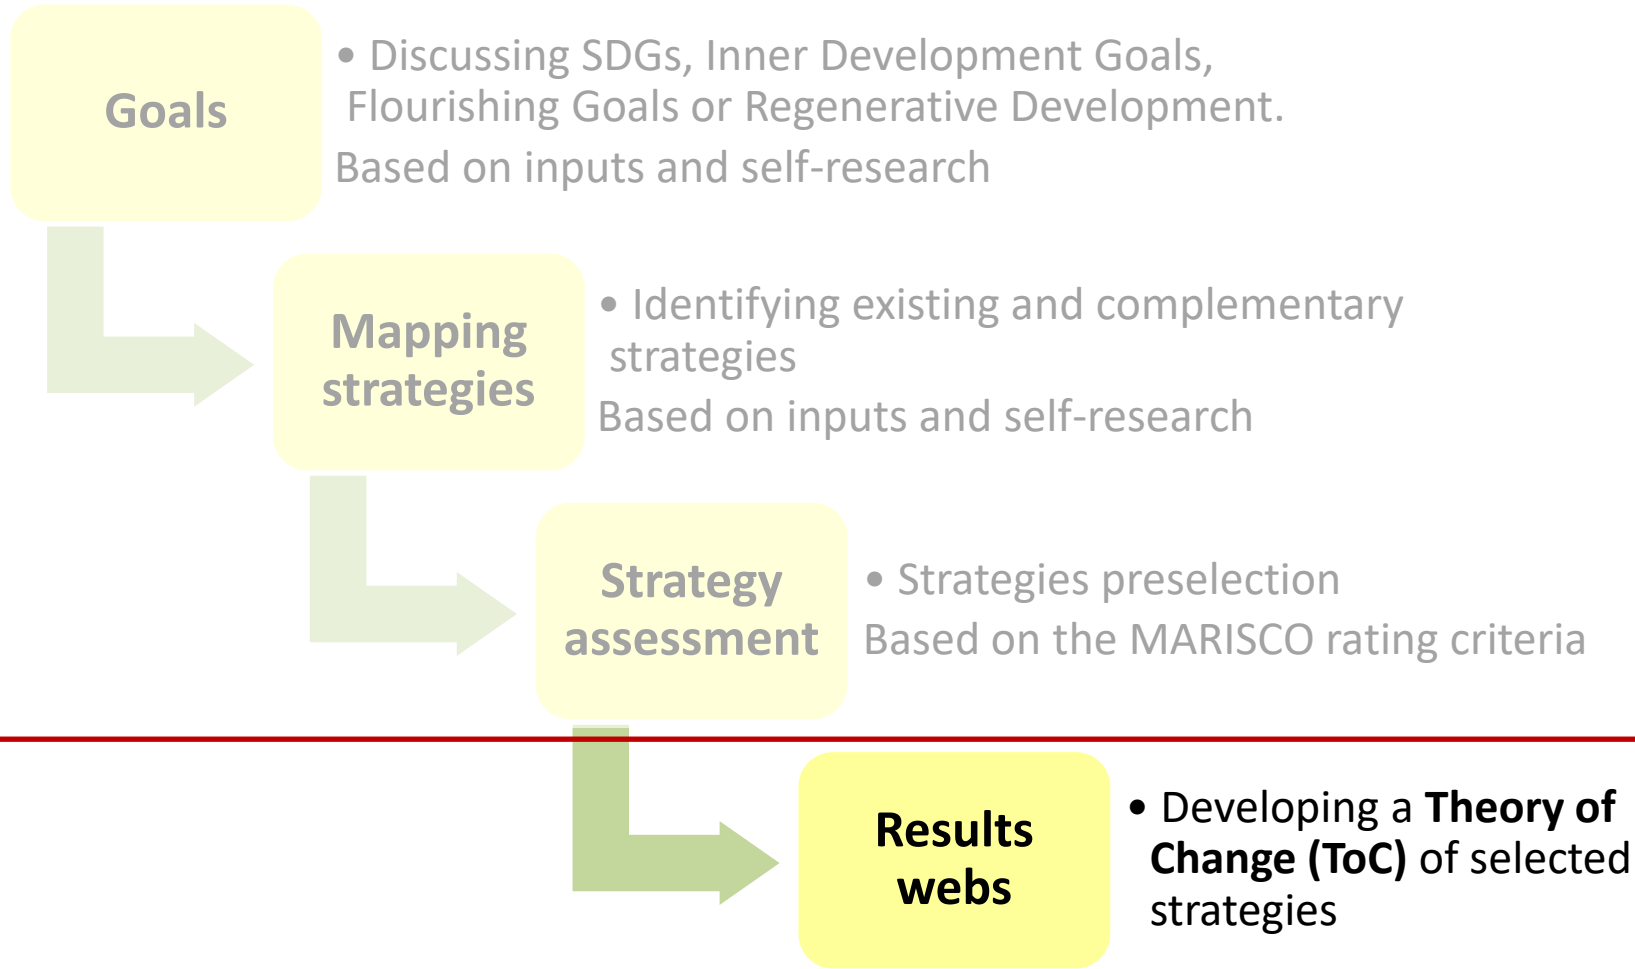 Goals
• Discussing SDGs, Inner Development Goals,
Flourishing Goals or Regenerative Development.
Based on inputs and self-research
Mapping
strategies
• Identifying existing and complementary
strategies
Based on inputs and self-research
Strategy
assessment
• Strategies preselection
Based on the MARISCO rating criteria
Results
webs
• Developing a Theory of
Change (ToC) of selected
strategies